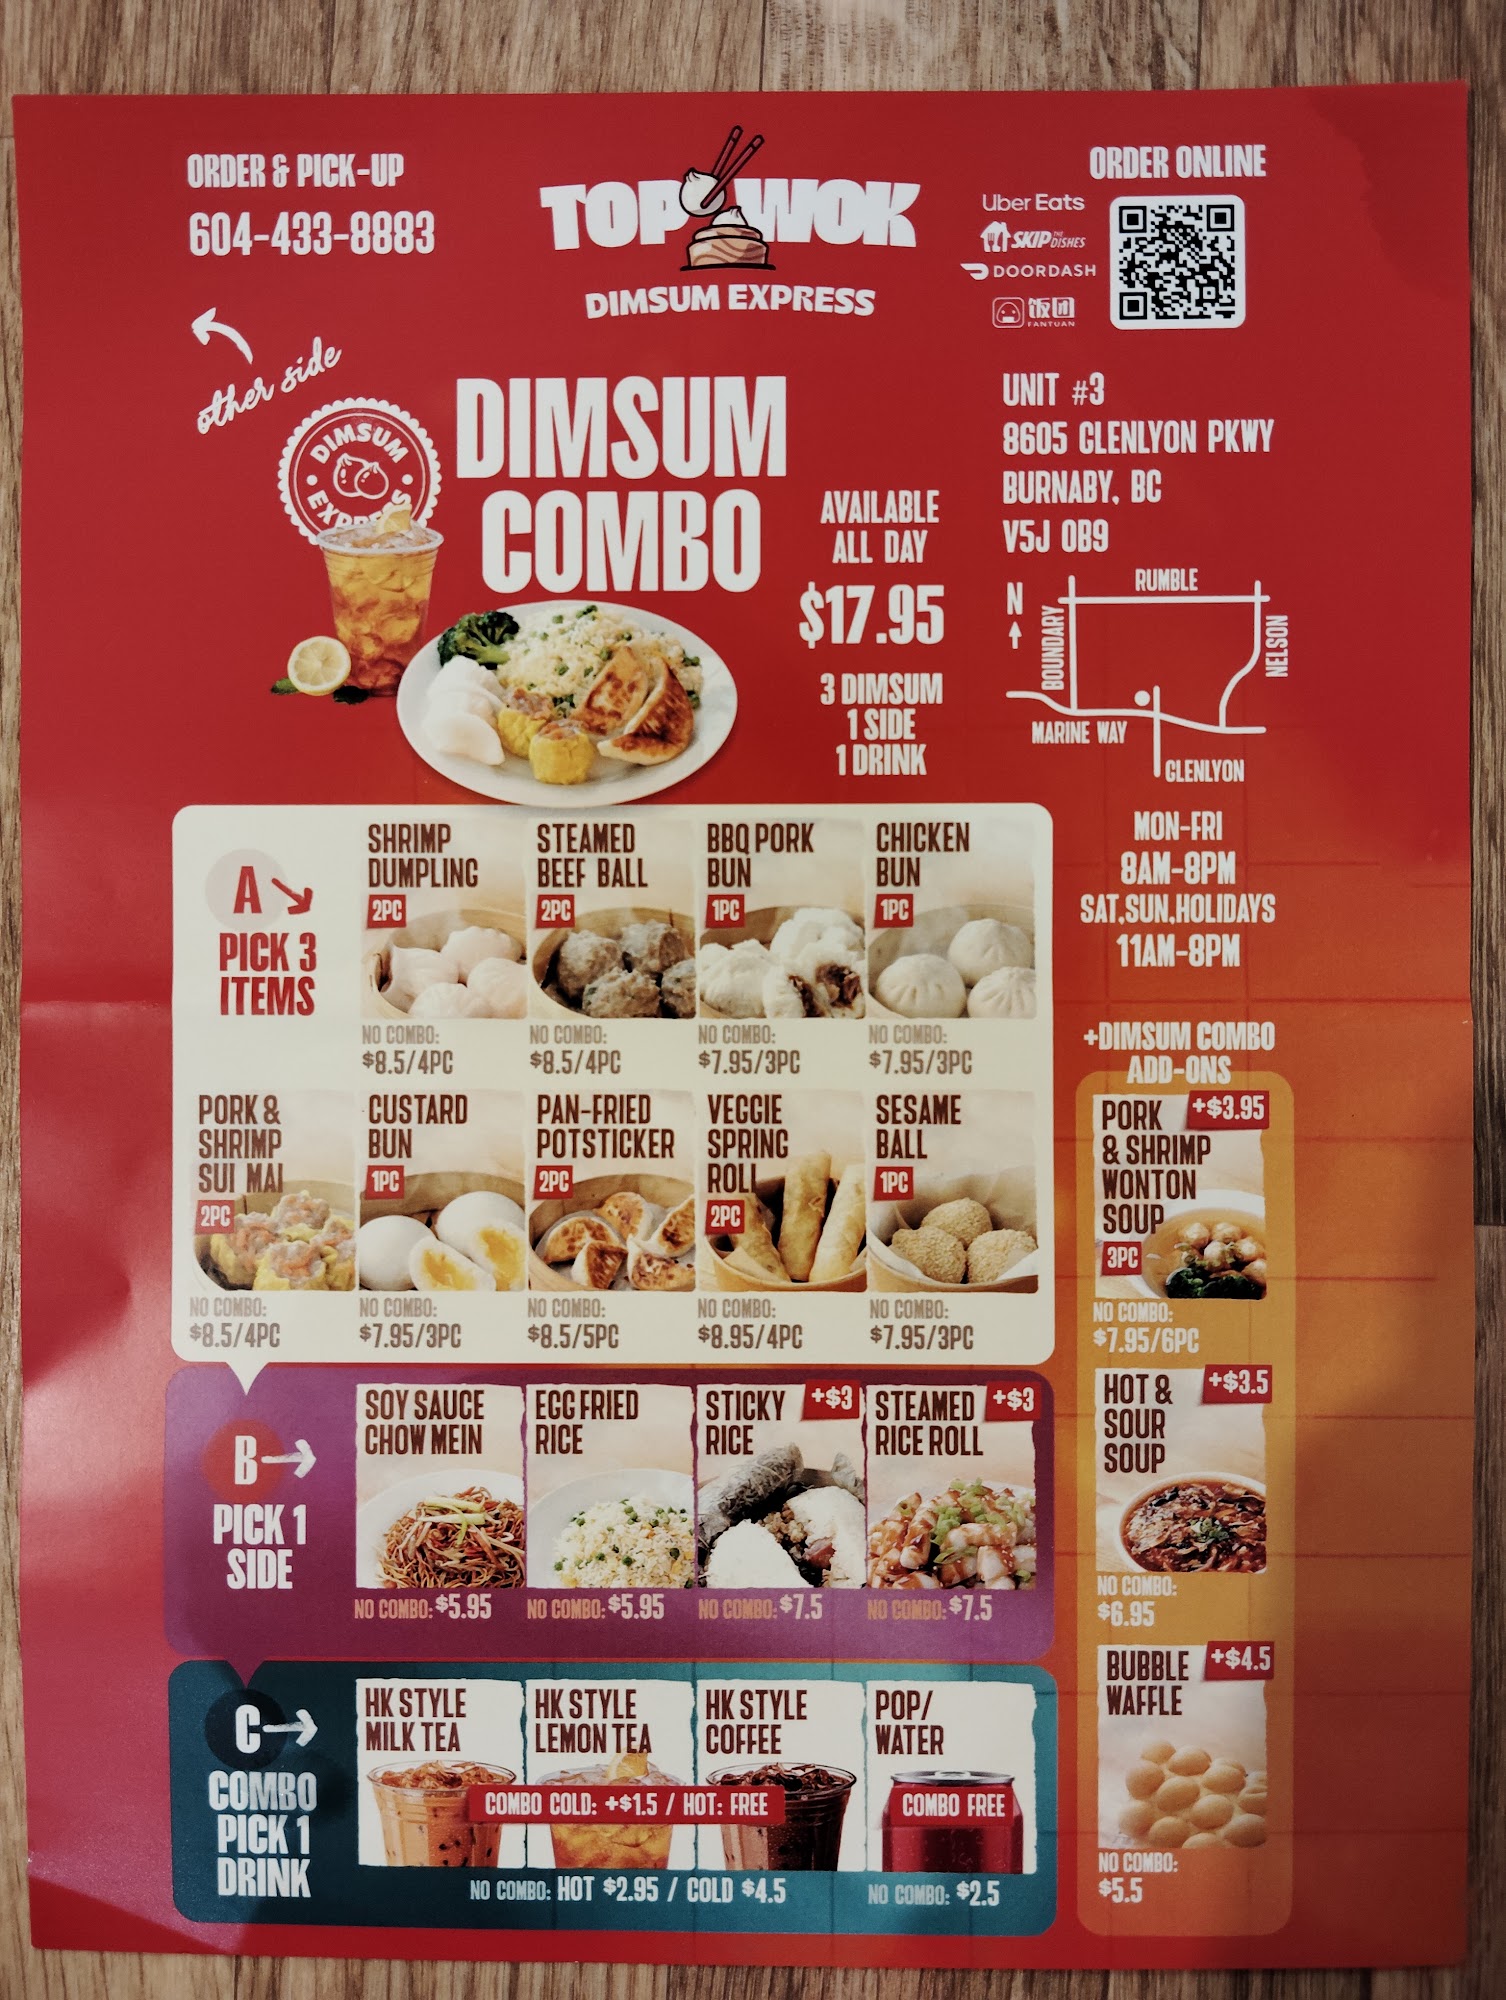 ORDER & PICK-UP
604-433-8883
TOP WOK
DIMSUM EXPRESS
ORDER ONLINE
Uber Eats
SKIP THE DISHES
DOORDASH
饭团
FANTUAN
other side
DIMSUM
EXPRESS
DIMSUM
COMBO
AVAILABLE
ALL DAY
$17.95
3 DIMSUM
1 SIDE
1 DRINK
UNIT #3
8605 GLENLYON PKWY
BURNABY, BC
V5J 0B9
N
RUMBLE
BOUNDARY
NELSON
MARINE WAY
GLENLYON
MON-FRI
8AM-8PM
SAT,SUN,HOLIDAYS
11AM-8PM
A
PICK 3
ITEMS
SHRIMP
DUMPLING
2PC
NO COMBO:
$8.5/4PC
STEAMED
BEEF BALL
2PC
NO COMBO:
$8.5/4PC
BBQ PORK
BUN
1PC
NO COMBO:
$7.95/3PC
CHICKEN
BUN
1PC
NO COMBO:
$7.95/3PC
PORK &
SHRIMP
SUI MAI
2PC
NO COMBO:
$8.5/4PC
CUSTARD
BUN
1PC
NO COMBO:
$7.95/3PC
PAN-FRIED
POTSTICKER
2PC
NO COMBO:
$8.5/5PC
VEGGIE
SPRING
ROLL
2PC
NO COMBO:
$8.95/4PC
SESAME
BALL
1PC
NO COMBO:
$7.95/3PC
B
PICK 1
SIDE
SOY SAUCE
CHOW MEIN
NO COMBO: $5.95
EGG FRIED
RICE
NO COMBO: $5.95
STICKY
RICE
+$3
NO COMBO: $7.5
STEAMED
RICE ROLL
+$3
NO COMBO: $7.5
C
COMBO
PICK 1
DRINK
HK STYLE
MILK TEA
HK STYLE
LEMON TEA
HK STYLE
COFFEE
COMBO COLD: +$1.5 / HOT: FREE
NO COMBO: HOT $2.95 / COLD $4.5
POP/
WATER
COMBO FREE
NO COMBO: $2.5
+DIMSUM COMBO
ADD-ONS
PORK
& SHRIMP
WONTON
SOUP
+$3.95
3PC
NO COMBO:
$7.95/6PC
HOT &
SOUR
SOUP
+$3.5
NO COMBO:
$6.95
BUBBLE
WAFFLE
+$4.5
NO COMBO:
$5.5